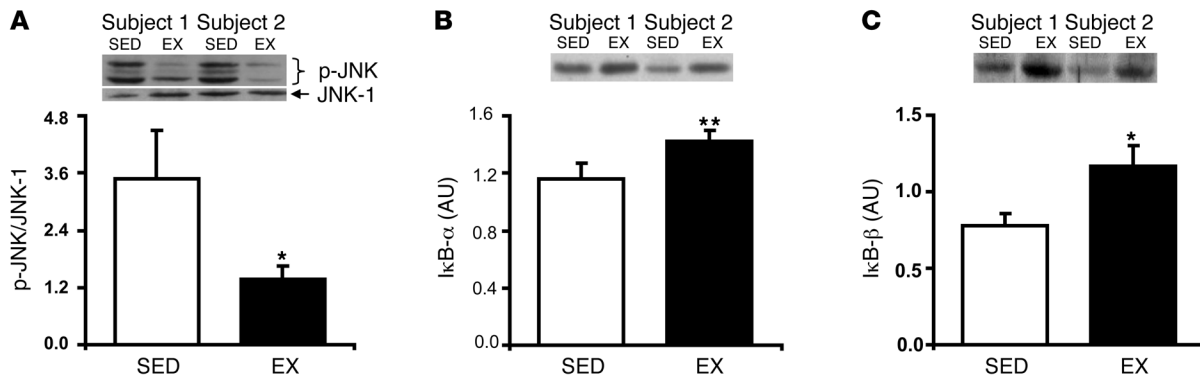 A
Subject 1 Subject 2
SED EX SED EX
p-JNK
JNK-1
4.8
3.6
2.4
1.2
0.0
p-JNK/JNK-1
*
SED EX
B
Subject 1 Subject 2
SED EX SED EX
1.6
1.2
0.8
0.4
0.0
IκB-α (AU)
**
SED EX
C
Subject 1 Subject 2
SED EX SED EX
1.5
1.0
0.5
0.0
IκB-β (AU)
*
SED EX